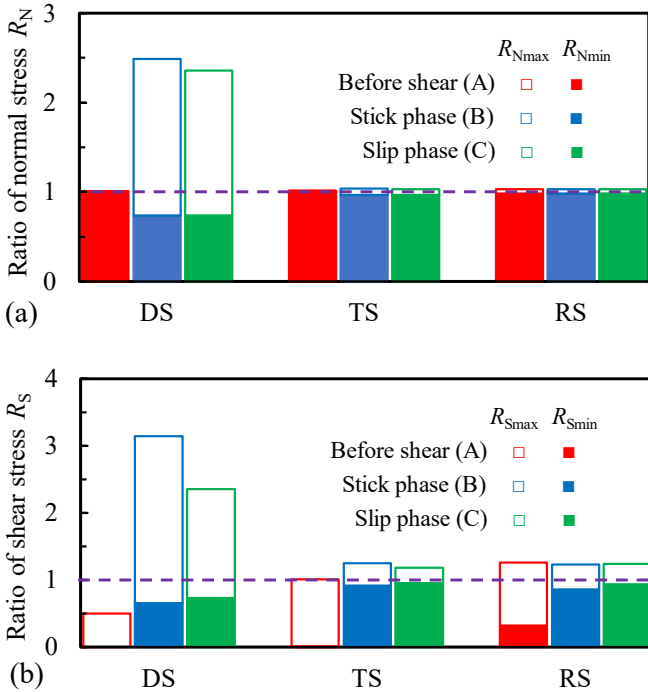 Ratio of normal stress R_N
3
2
1
0
R_Nmax R_Nmin
Before shear (A)
Stick phase (B)
Slip phase (C)
DS TS RS
(a)
Ratio of shear stress R_S
4
3
2
1
0
R_Smax R_Smin
Before shear (A)
Stick phase (B)
Slip phase (C)
DS TS RS
(b)